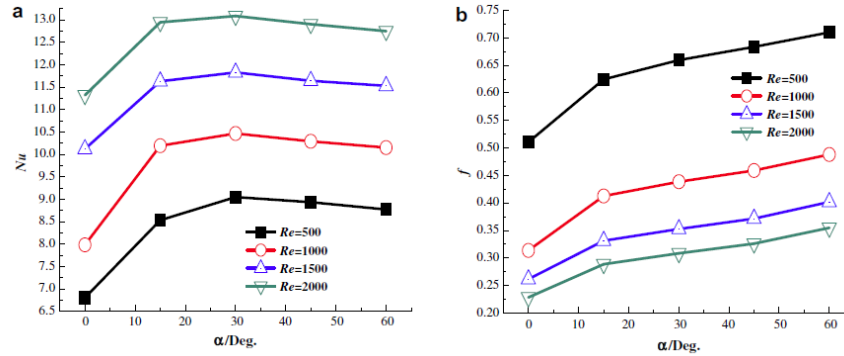 a
13.0
12.5
12.0
11.5
11.0
10.5
10.0
9.5
9.0
8.5
8.0
7.5
7.0
6.5
Nu
0 10 20 30 40 50 60
α/Deg.
Re=500
Re=1000
Re=1500
Re=2000
b
0.75
0.70
0.65
0.60
0.55
0.50
0.45
0.40
0.35
0.30
0.25
0.20
f
0 10 20 30 40 50 60
α/Deg.
Re=500
Re=1000
Re=1500
Re=2000